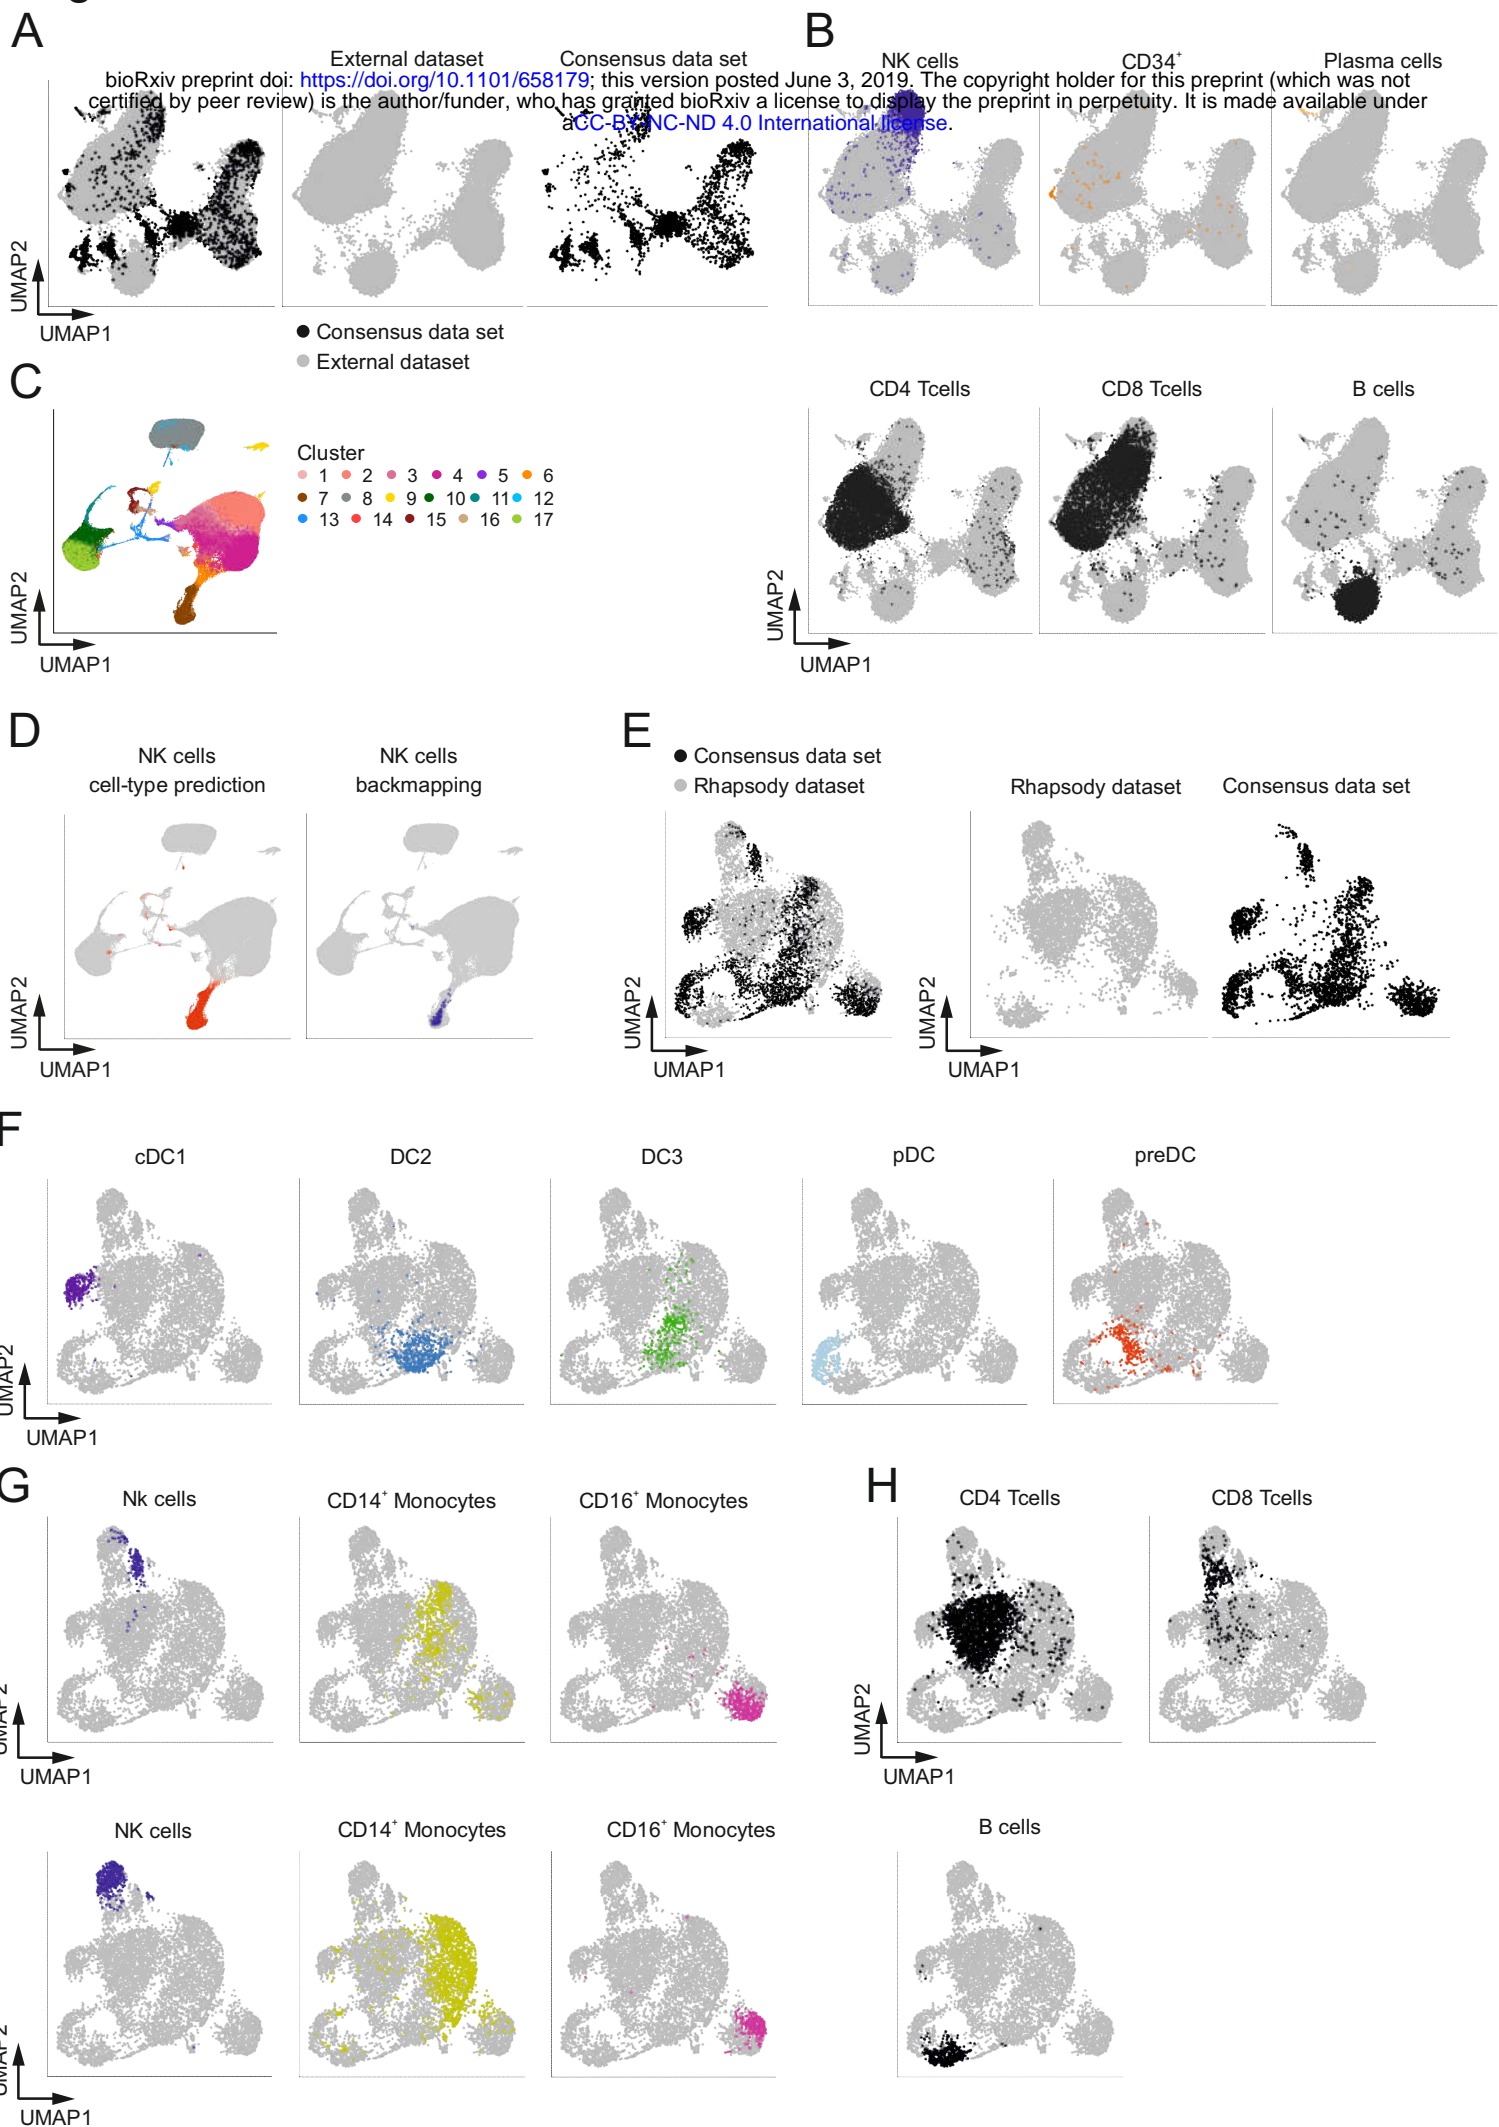 A
B
External dataset
Consensus data set
NK cells
CD34+
Plasma cells
bioRxiv preprint doi: https://doi.org/10.1101/658179; this version posted June 3, 2019. The copyright holder for this preprint (which was not
certified by peer review) is the author/funder, who has granted bioRxiv a license to display the preprint in perpetuity. It is made available under
aCC-BY-NC-ND 4.0 International license.
UMAP2
UMAP1
Consensus data set
External dataset
C
Cluster
1 2 3 4 5 6
7 8 9 10 11 12
13 14 15 16 17
UMAP2
UMAP1
CD4 Tcells
CD8 Tcells
B cells
UMAP2
UMAP1
D
NK cells
cell-type prediction
NK cells
backmapping
UMAP2
UMAP1
E
Consensus data set
Rhapsody dataset
Rhapsody dataset
Consensus data set
UMAP2
UMAP1
UMAP2
UMAP1
F
cDC1
DC2
DC3
pDC
preDC
UMAP2
UMAP1
G
Nk cells
CD14+ Monocytes
CD16+ Monocytes
UMAP2
UMAP1
H
CD4 Tcells
CD8 Tcells
UMAP2
UMAP1
NK cells
CD14+ Monocytes
CD16+ Monocytes
B cells
UMAP2
UMAP1